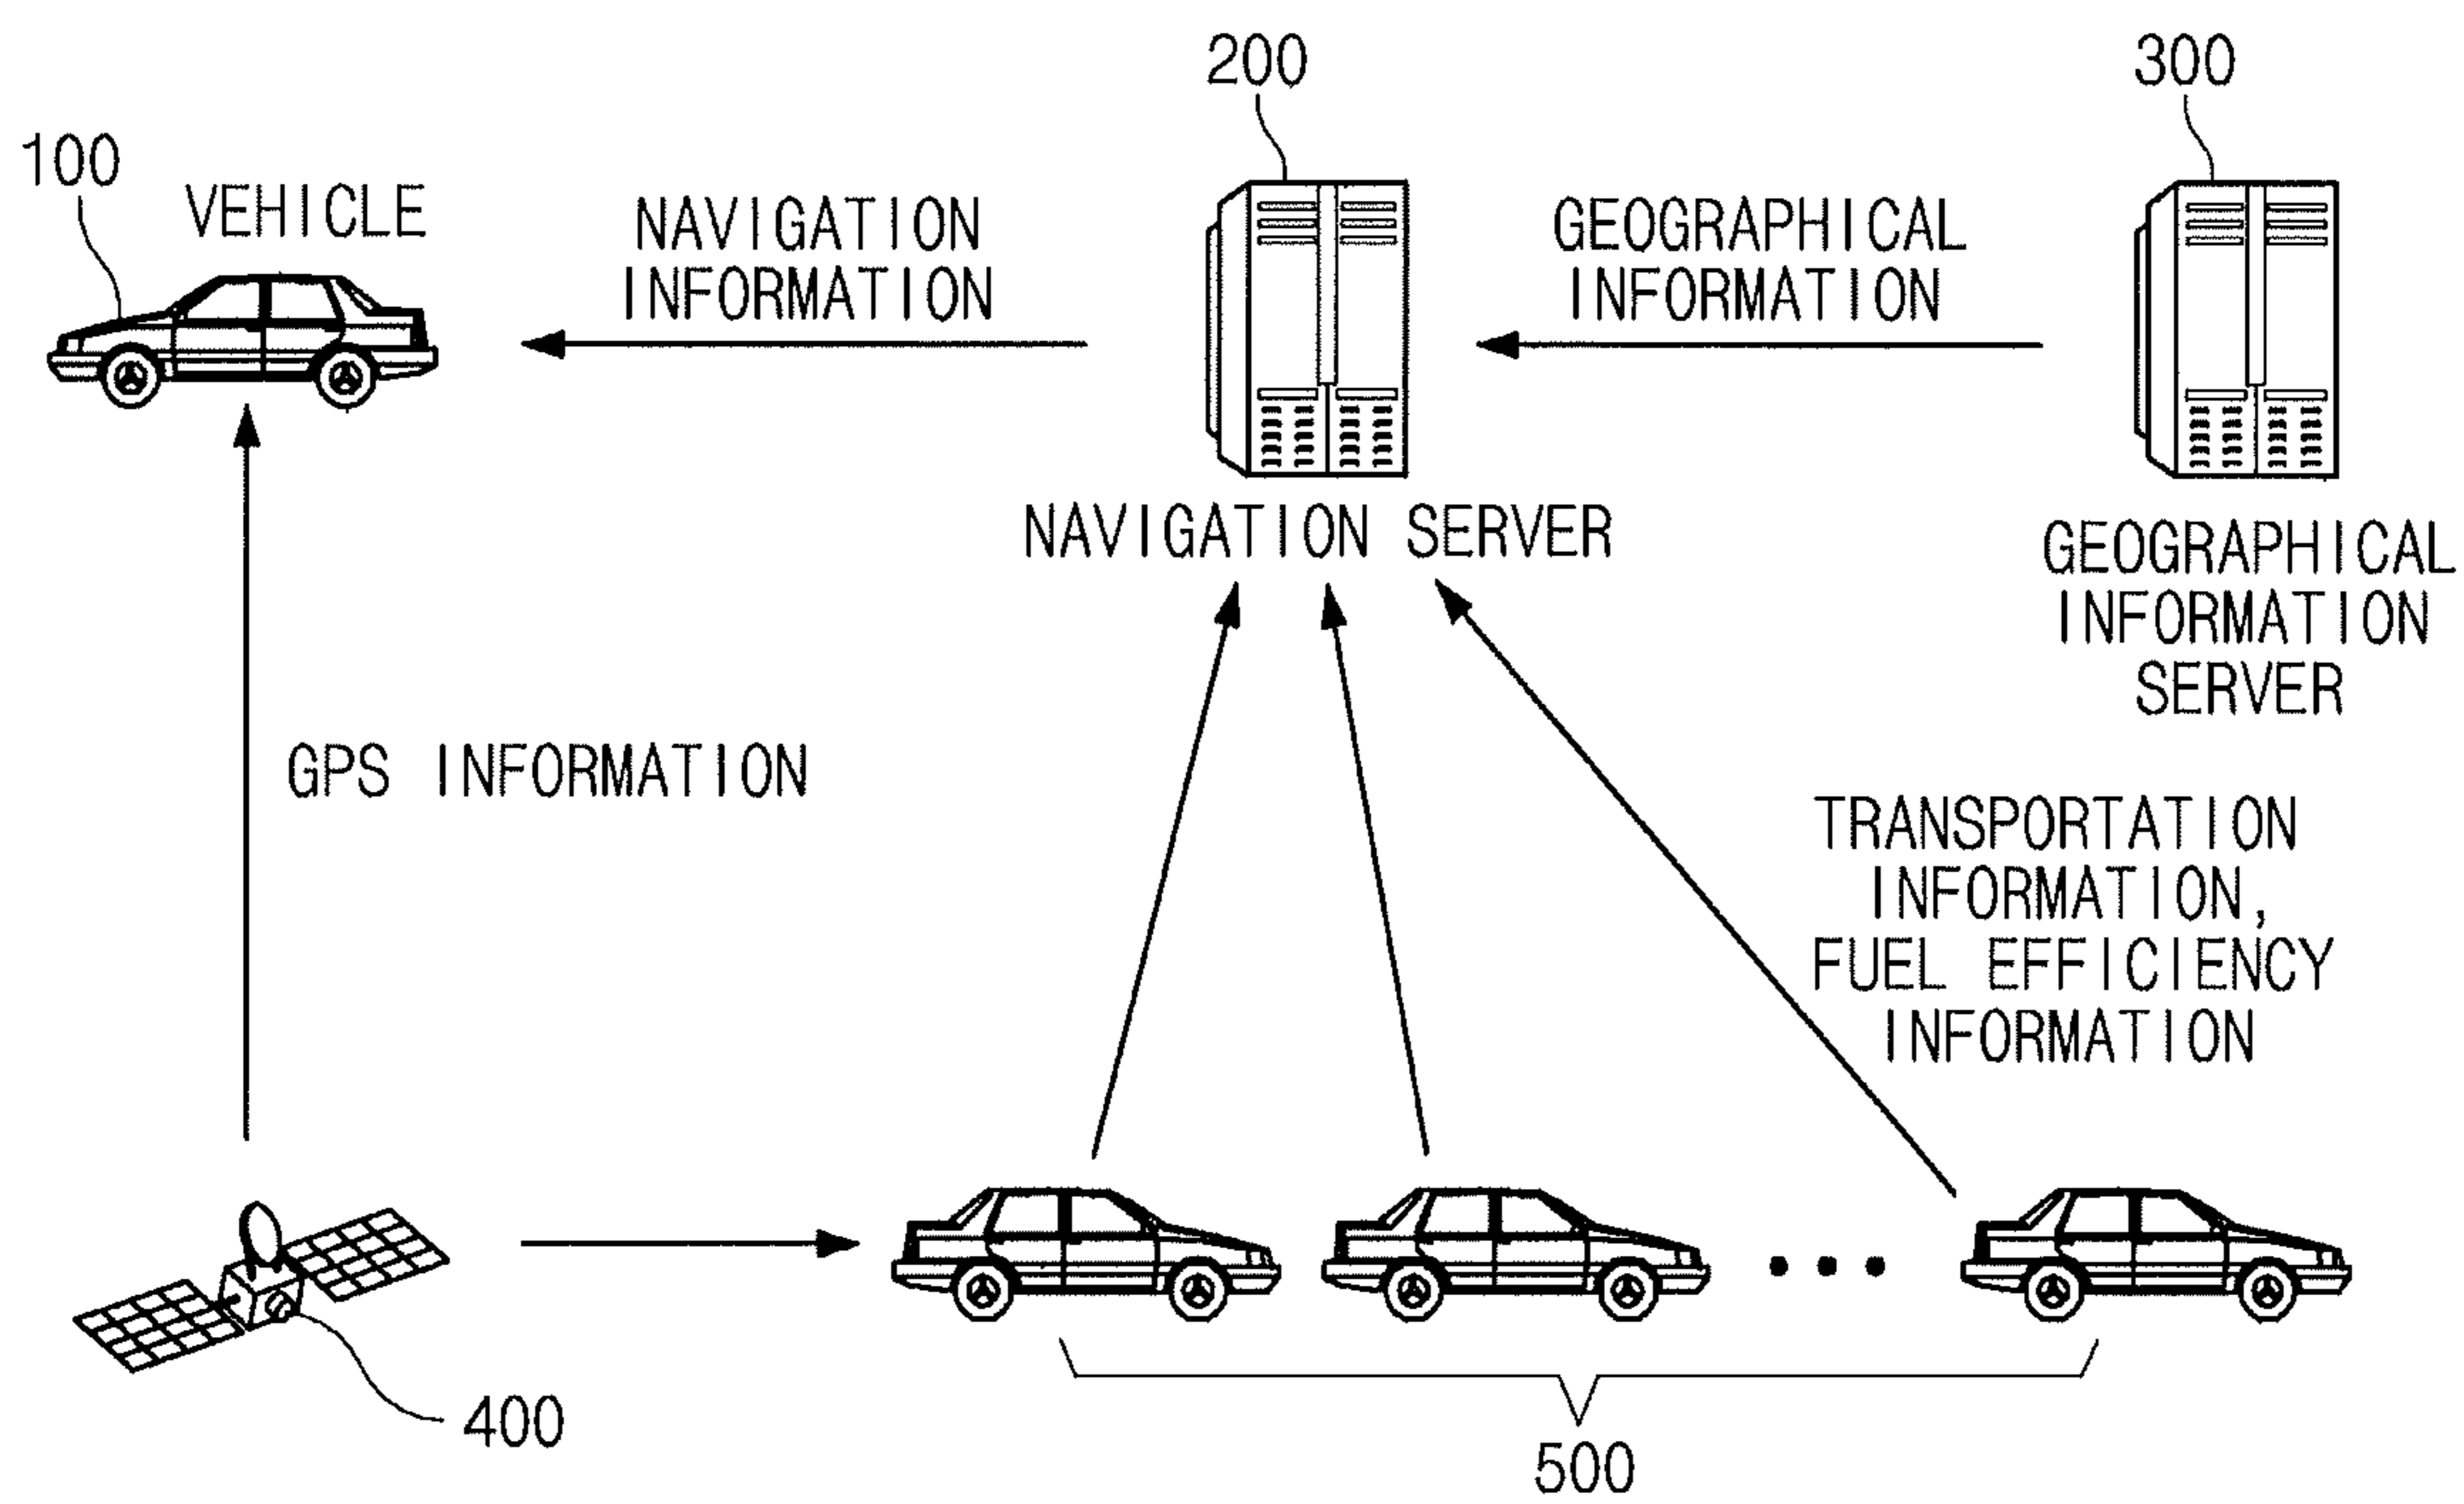 200
300
100
VEHICLE
NAVIGATION
INFORMATION
GEOGRAPHICAL
INFORMATION
NAVIGATION SERVER
GEOGRAPHICAL
INFORMATION
SERVER
GPS INFORMATION
TRANSPORTATION
INFORMATION,
FUEL EFFICIENCY
INFORMATION
400
500